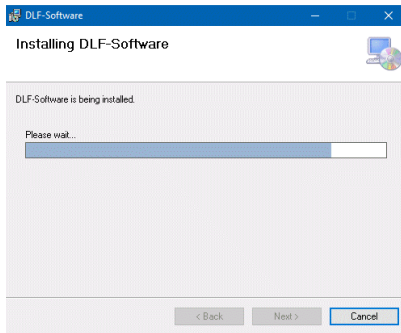 DLF-Software
Installing DLF-Software
DLF-Software is being installed.
Please wait...
< Back
Next >
Cancel